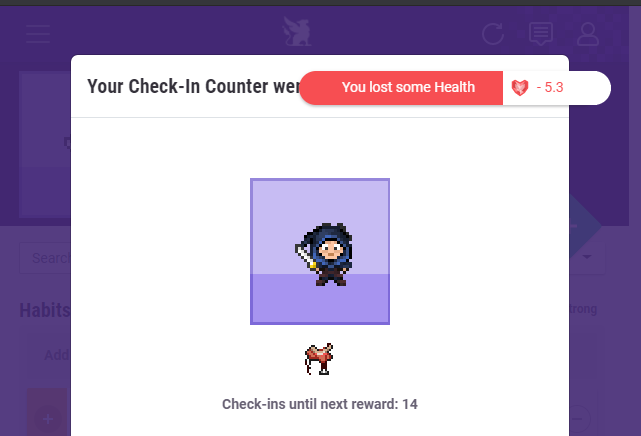 Your Check-In Counter wer
You lost some Health
- 5.3
Search
Habits
trong
Add
Check-ins until next reward: 14